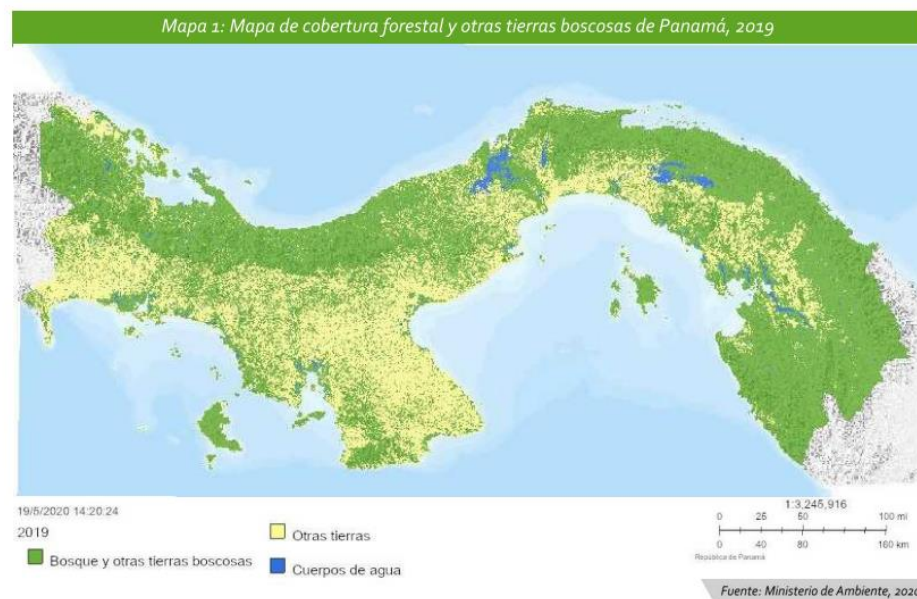 Mapa 1: Mapa de cobertura forestal y otras tierras boscosas de Panamá, 2019
19/5/2020 14:20:24
2019
Bosque y otras tierras boscosas
Otras tierras
Cuerpos de agua
1:3,245,916
0 25 50 100 mi
0 40 80 160 km
República de Panamá
Fuente: Ministerio de Ambiente, 2020